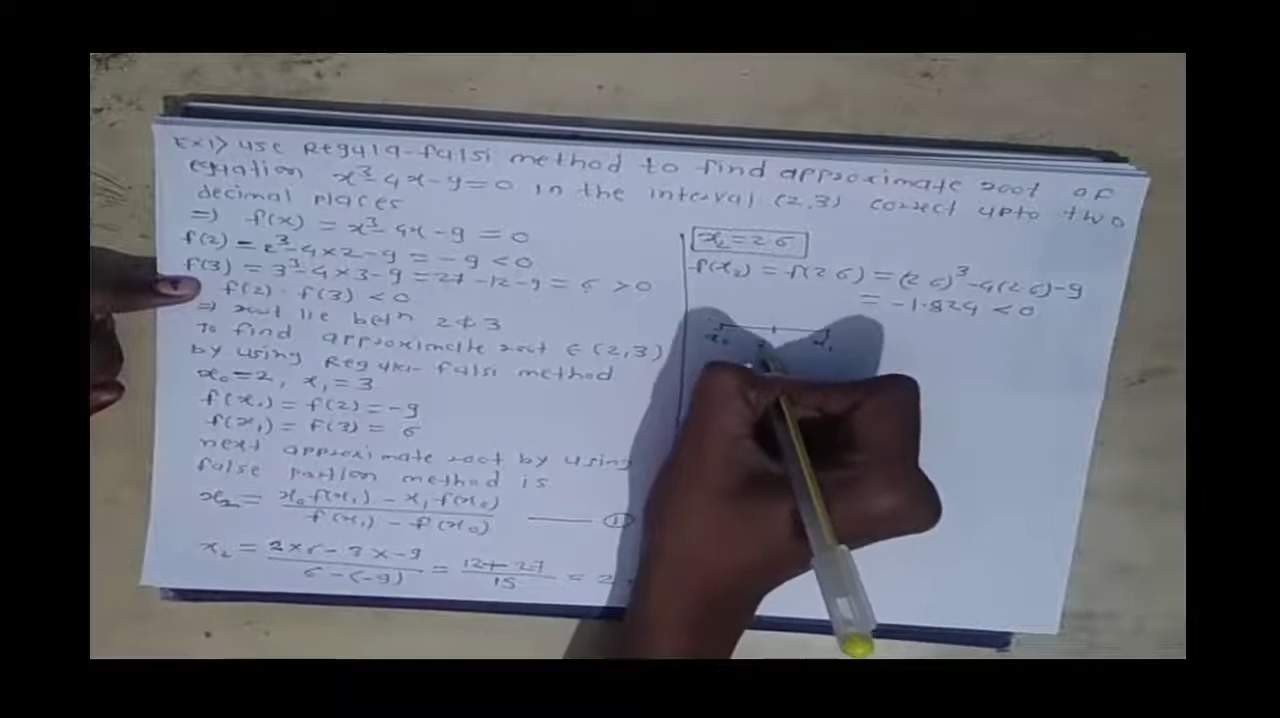 Ex1) use Regula-falsi method to find approximate root of
equation x³-4x-9=0 in the interval (2,3) correct upto two
decimal places
=) f(x) = x³-4x-9 = 0
f(2) = 2³-4×2-9 = -9 <0
f(3) = 3³-4×3-9 = 27-12-9 = 6 >0
f(2) · f(3) <0
=) root lie betn 2 & 3
To find approximate root ∈ (2,3)
by using Regula-falsi method
x₀=2, x₁=3
f(x₁) = f(2) = -9
f(x₁) = f(3) = 6
next approximate root by using
false method is
x₂ = x₀f(x₁) - x₁f(x₀) / f(x₁) - f(x₀) —— ①
x₂ = 2×6-3×-9 / 6-(-9) = 12+27 / 15 = 2
x₂=2.6
f(x₂) = f(2.6) = (2.6)³-4(2.6)-9
= -1.824 <0
x₀ x₁